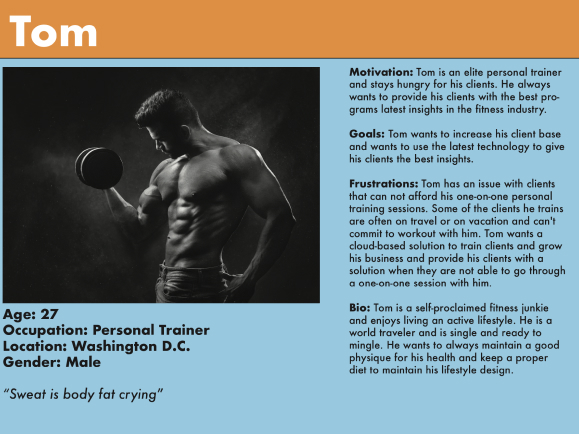 Tom
Motivation: Tom is an elite personal trainer
and stays hungry for his clients. He always
wants to provide his clients with the best pro-
grams latest insights in the fitness industry.
Goals: Tom wants to increase his client base
and wants to use the latest technology to give
his clients the best insights.
Frustrations: Tom has an issue with clients
that can not afford his one-on-one personal
training sessions. Some of the clients he trains
are often on travel or on vacation and can't
commit to workout with him. Tom wants a
cloud-based solution to train clients and grow
his business and provide his clients with a
solution when they are not able to go through
a one-on-one session with him.
Bio: Tom is a self-proclaimed fitness junkie
and enjoys living an active lifestyle. He is a
world traveler and is single and ready to
mingle. He wants to always maintain a good
physique for his health and keep a proper
diet to maintain his lifestyle design.
Age: 27
Occupation: Personal Trainer
Location: Washington D.C.
Gender: Male
“Sweat is body fat crying”